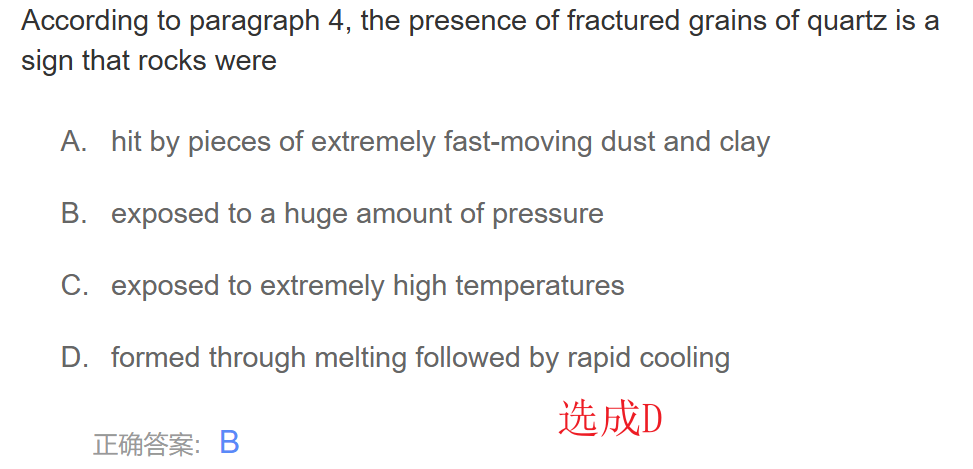 According to paragraph 4, the presence of fractured grains of quartz is a
sign that rocks were
A. hit by pieces of extremely fast-moving dust and clay
B. exposed to a huge amount of pressure
C. exposed to extremely high temperatures
D. formed through melting followed by rapid cooling
选成D
正确答案: B